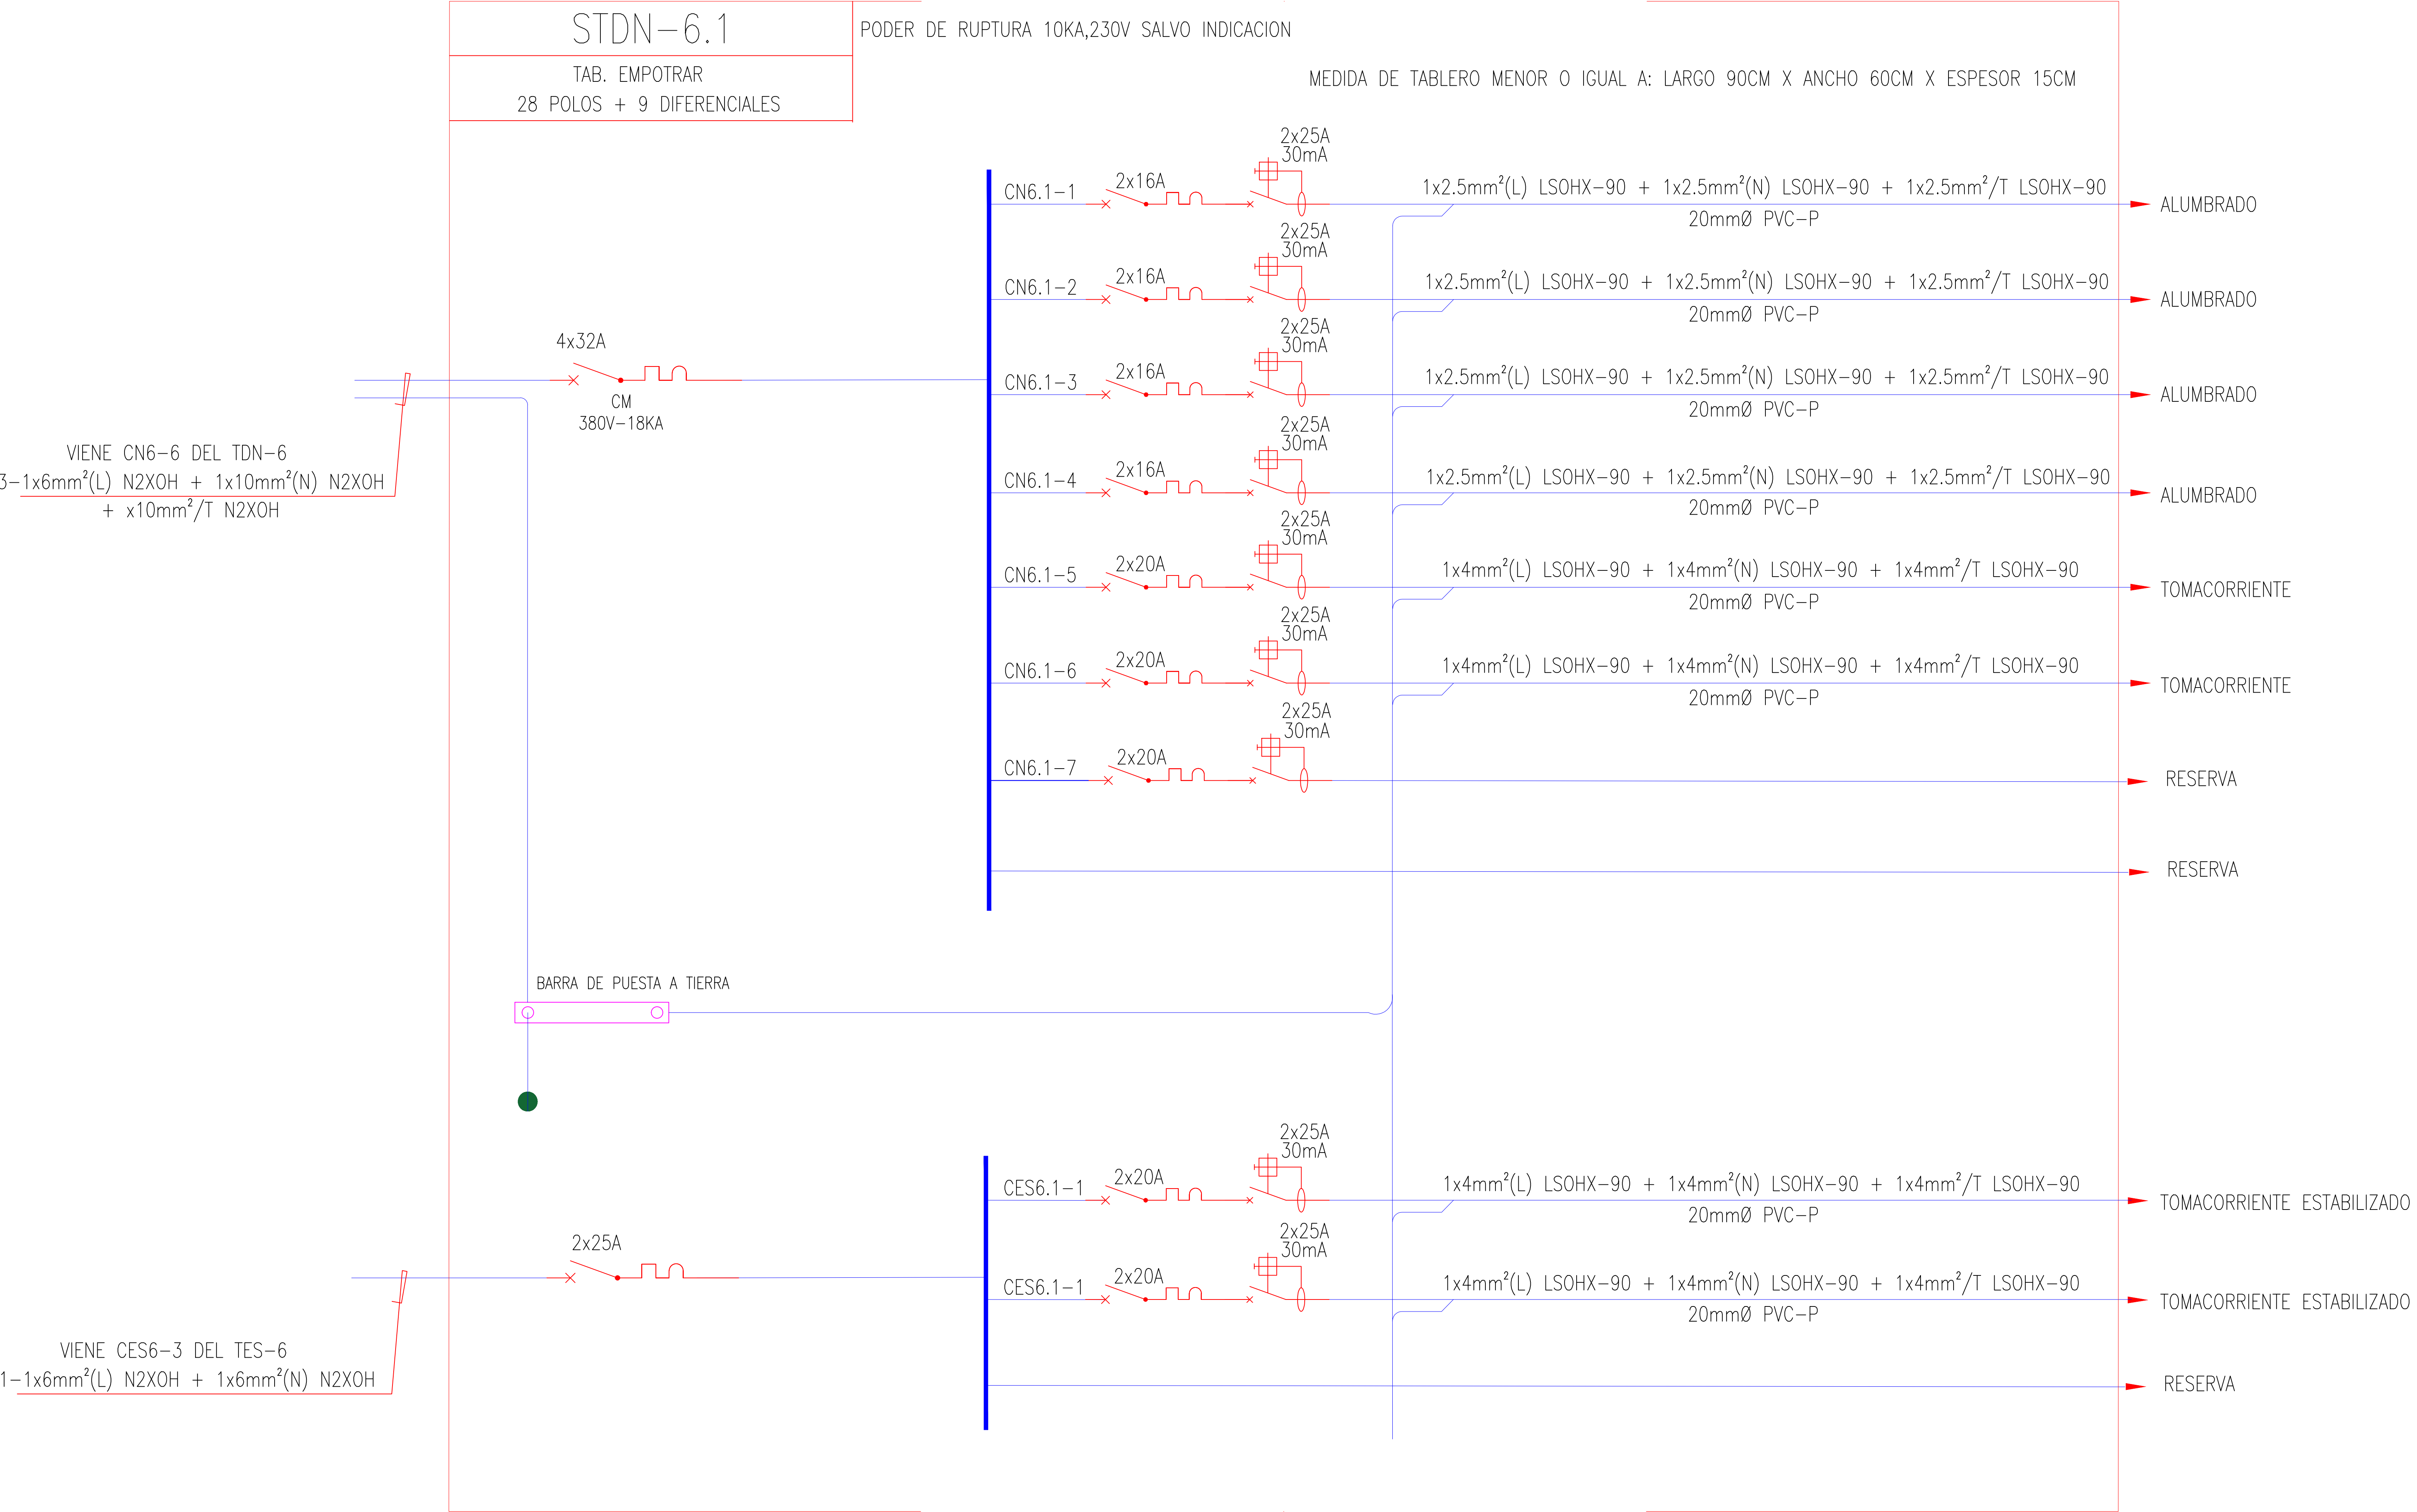 STDN-6.1
TAB. EMPOTRAR
28 POLOS + 9 DIFERENCIALES
PODER DE RUPTURA 10KA,230V SALVO INDICACION
MEDIDA DE TABLERO MENOR O IGUAL A: LARGO 90CM X ANCHO 60CM X ESPESOR 15CM
4x32A
CM
380V-18KA
VIENE CN6-6 DEL TDN-6
3-1x6mm²(L) N2XOH + 1x10mm²(N) N2XOH
+ x10mm²/T N2XOH
CN6.1-1
2x16A
2x25A
30mA
1x2.5mm²(L) LSOHX-90 + 1x2.5mm²(N) LSOHX-90 + 1x2.5mm²/T LSOHX-90
20mmØ PVC-P
ALUMBRADO
CN6.1-2
2x16A
2x25A
30mA
1x2.5mm²(L) LSOHX-90 + 1x2.5mm²(N) LSOHX-90 + 1x2.5mm²/T LSOHX-90
20mmØ PVC-P
ALUMBRADO
CN6.1-3
2x16A
2x25A
30mA
1x2.5mm²(L) LSOHX-90 + 1x2.5mm²(N) LSOHX-90 + 1x2.5mm²/T LSOHX-90
20mmØ PVC-P
ALUMBRADO
CN6.1-4
2x16A
2x25A
30mA
1x2.5mm²(L) LSOHX-90 + 1x2.5mm²(N) LSOHX-90 + 1x2.5mm²/T LSOHX-90
20mmØ PVC-P
ALUMBRADO
CN6.1-5
2x20A
2x25A
30mA
1x4mm²(L) LSOHX-90 + 1x4mm²(N) LSOHX-90 + 1x4mm²/T LSOHX-90
20mmØ PVC-P
TOMACORRIENTE
CN6.1-6
2x20A
2x25A
30mA
1x4mm²(L) LSOHX-90 + 1x4mm²(N) LSOHX-90 + 1x4mm²/T LSOHX-90
20mmØ PVC-P
TOMACORRIENTE
CN6.1-7
2x20A
2x25A
30mA
RESERVA
RESERVA
BARRA DE PUESTA A TIERRA
2x25A
VIENE CES6-3 DEL TES-6
1-1x6mm²(L) N2XOH + 1x6mm²(N) N2XOH
CES6.1-1
2x20A
2x25A
30mA
1x4mm²(L) LSOHX-90 + 1x4mm²(N) LSOHX-90 + 1x4mm²/T LSOHX-90
20mmØ PVC-P
TOMACORRIENTE ESTABILIZADO
CES6.1-1
2x20A
2x25A
30mA
1x4mm²(L) LSOHX-90 + 1x4mm²(N) LSOHX-90 + 1x4mm²/T LSOHX-90
20mmØ PVC-P
TOMACORRIENTE ESTABILIZADO
RESERVA